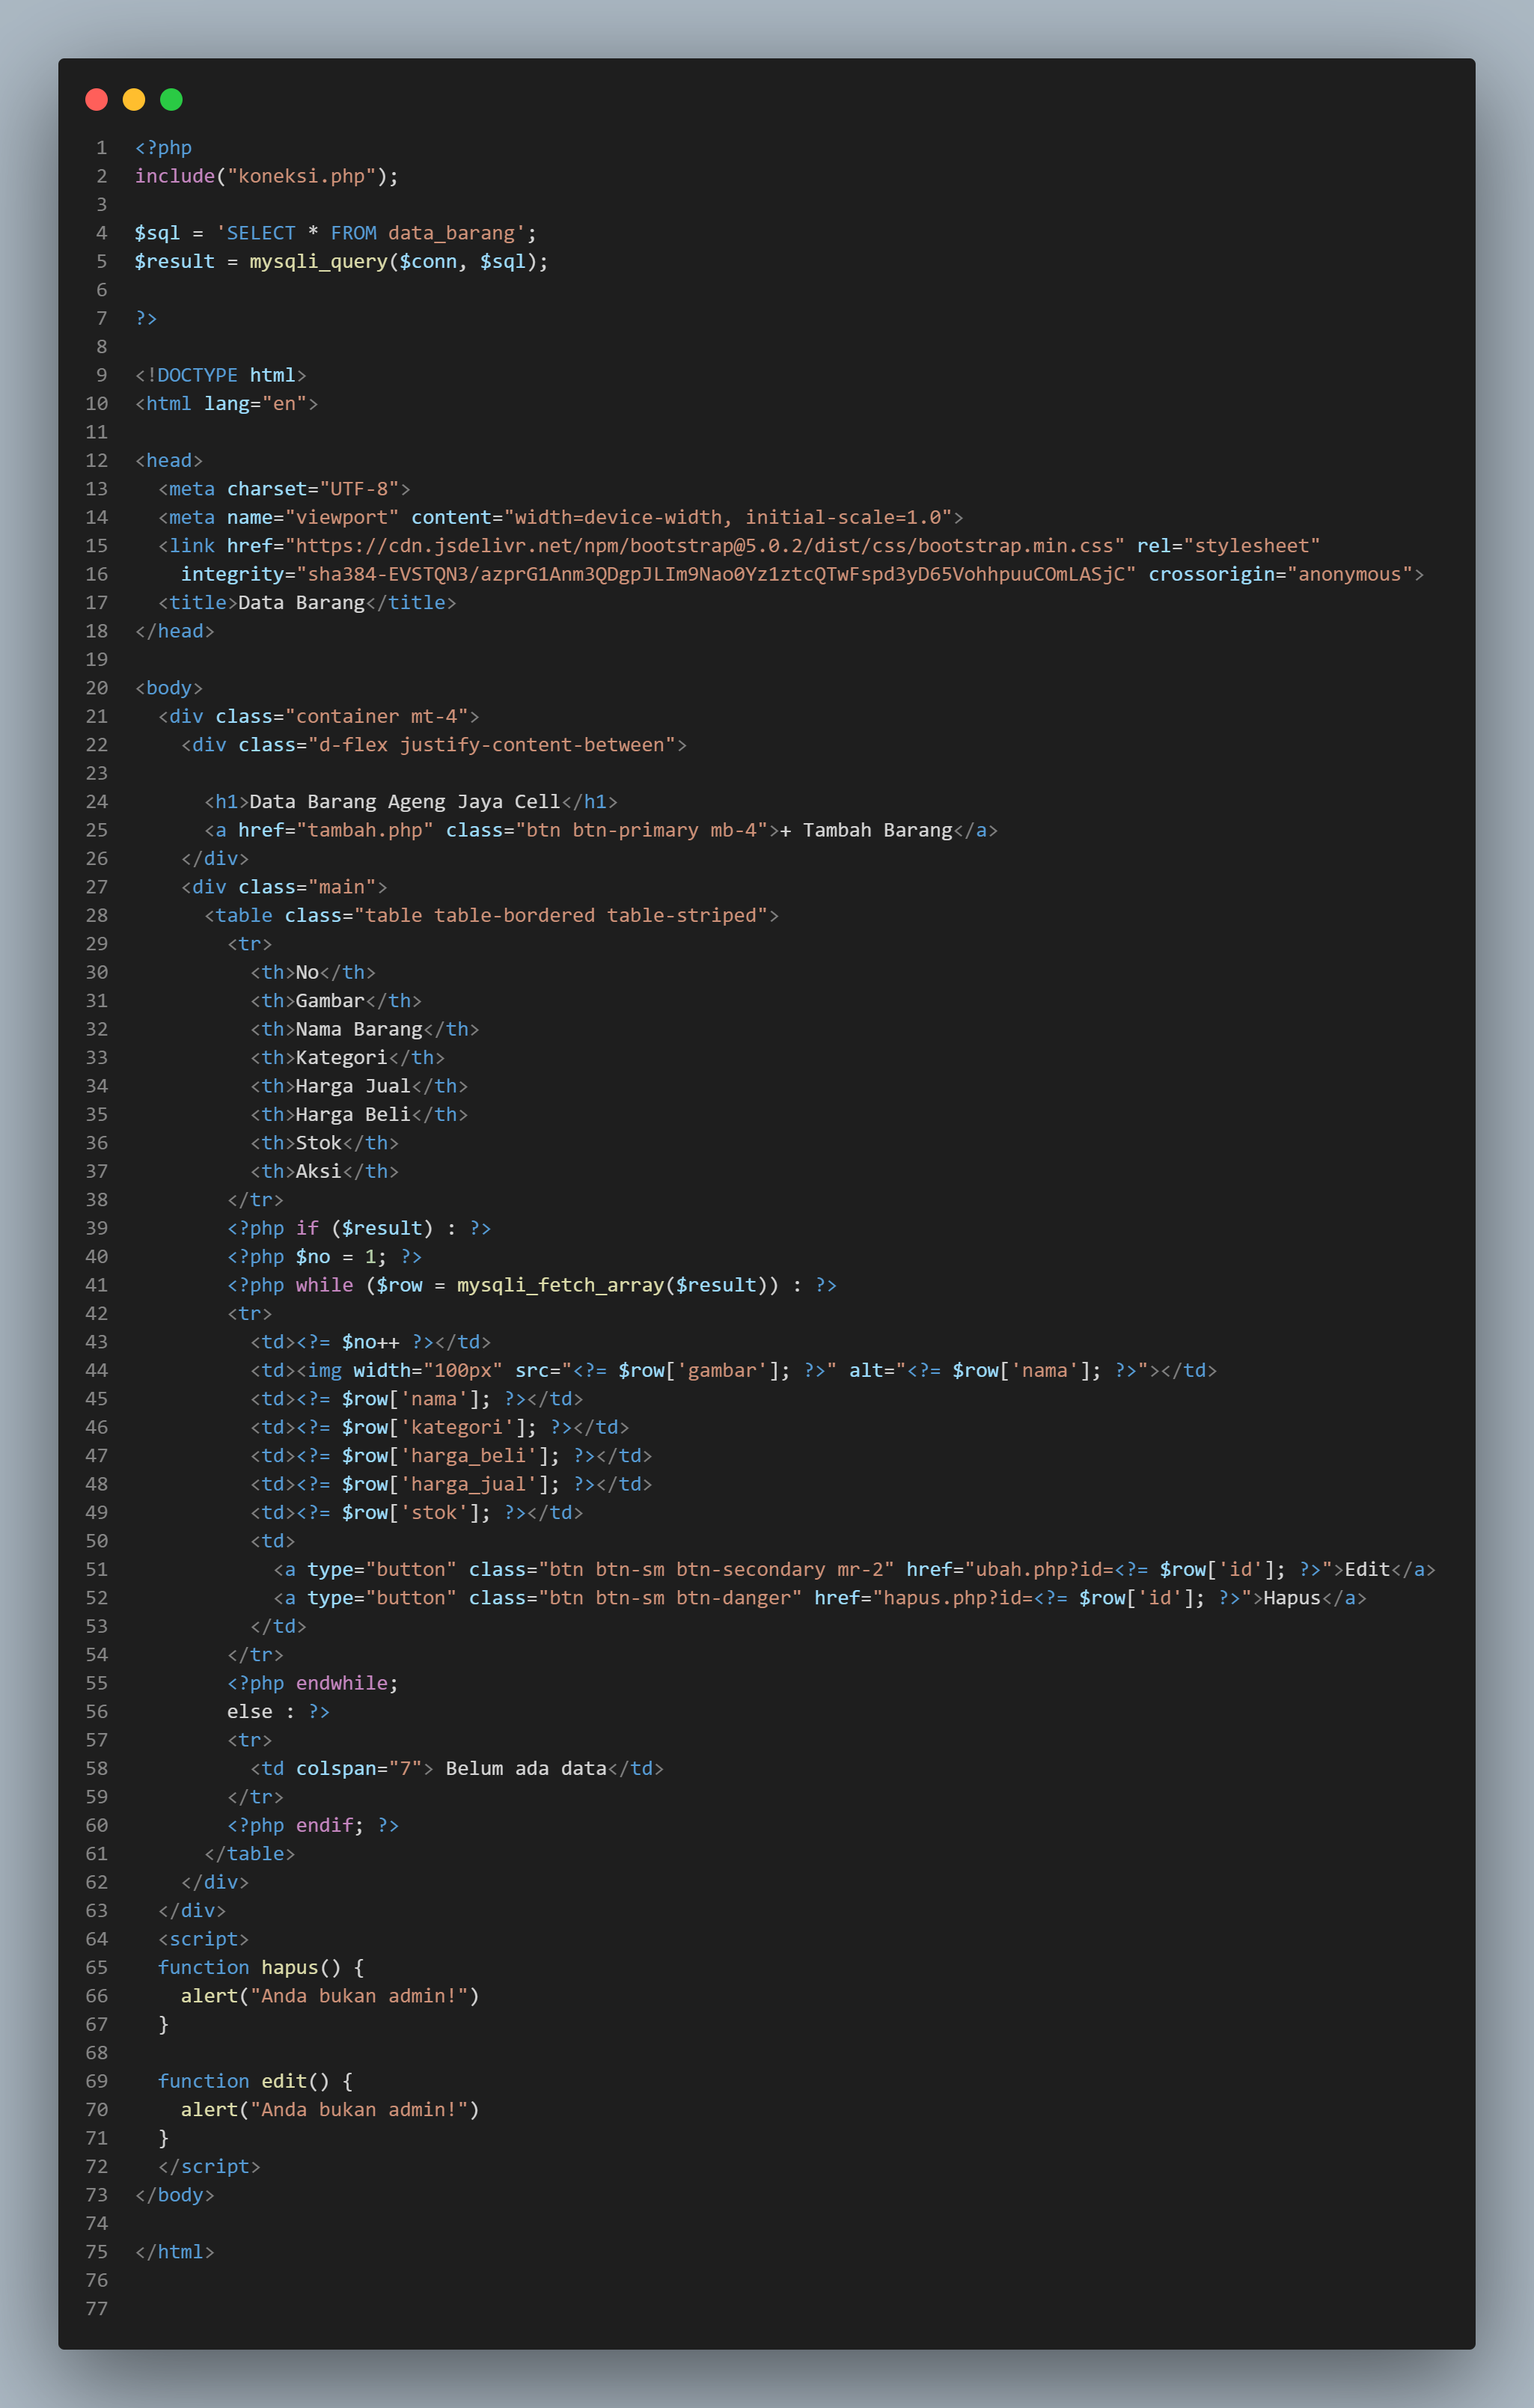 1 <?php
2 include("koneksi.php");
3
4 $sql = 'SELECT * FROM data_barang';
5 $result = mysqli_query($conn, $sql);
6
7 ?>
8
9 <!DOCTYPE html>
10 <html lang="en">
11
12 <head>
13   <meta charset="UTF-8">
14   <meta name="viewport" content="width=device-width, initial-scale=1.0">
15   <link href="https://cdn.jsdelivr.net/npm/bootstrap@5.0.2/dist/css/bootstrap.min.css" rel="stylesheet"
16     integrity="sha384-EVSTQN3/azprG1Anm3QDgpJLIm9Nao0Yz1ztcQTwFspd3yD65VohhpuuCOmLASjC" crossorigin="anonymous">
17   <title>Data Barang</title>
18 </head>
19
20 <body>
21   <div class="container mt-4">
22     <div class="d-flex justify-content-between">
23
24       <h1>Data Barang Ageng Jaya Cell</h1>
25       <a href="tambah.php" class="btn btn-primary mb-4">+ Tambah Barang</a>
26     </div>
27     <div class="main">
28       <table class="table table-bordered table-striped">
29         <tr>
30           <th>No</th>
31           <th>Gambar</th>
32           <th>Nama Barang</th>
33           <th>Kategori</th>
34           <th>Harga Jual</th>
35           <th>Harga Beli</th>
36           <th>Stok</th>
37           <th>Aksi</th>
38         </tr>
39         <?php if ($result) : ?>
40         <?php $no = 1; ?>
41         <?php while ($row = mysqli_fetch_array($result)) : ?>
42         <tr>
43           <td><?= $no++ ?></td>
44           <td><img width="100px" src="<?= $row['gambar']; ?>" alt="<?= $row['nama']; ?>"></td>
45           <td><?= $row['nama']; ?></td>
46           <td><?= $row['kategori']; ?></td>
47           <td><?= $row['harga_beli']; ?></td>
48           <td><?= $row['harga_jual']; ?></td>
49           <td><?= $row['stok']; ?></td>
50           <td>
51             <a type="button" class="btn btn-sm btn-secondary mr-2" href="ubah.php?id=<?= $row['id']; ?>">Edit</a>
52             <a type="button" class="btn btn-sm btn-danger" href="hapus.php?id=<?= $row['id']; ?>">Hapus</a>
53           </td>
54         </tr>
55         <?php endwhile;
56         else : ?>
57         <tr>
58           <td colspan="7"> Belum ada data</td>
59         </tr>
60         <?php endif; ?>
61       </table>
62     </div>
63   </div>
64   <script>
65   function hapus() {
66     alert("Anda bukan admin!")
67   }
68
69   function edit() {
70     alert("Anda bukan admin!")
71   }
72   </script>
73 </body>
74
75 </html>
76
77